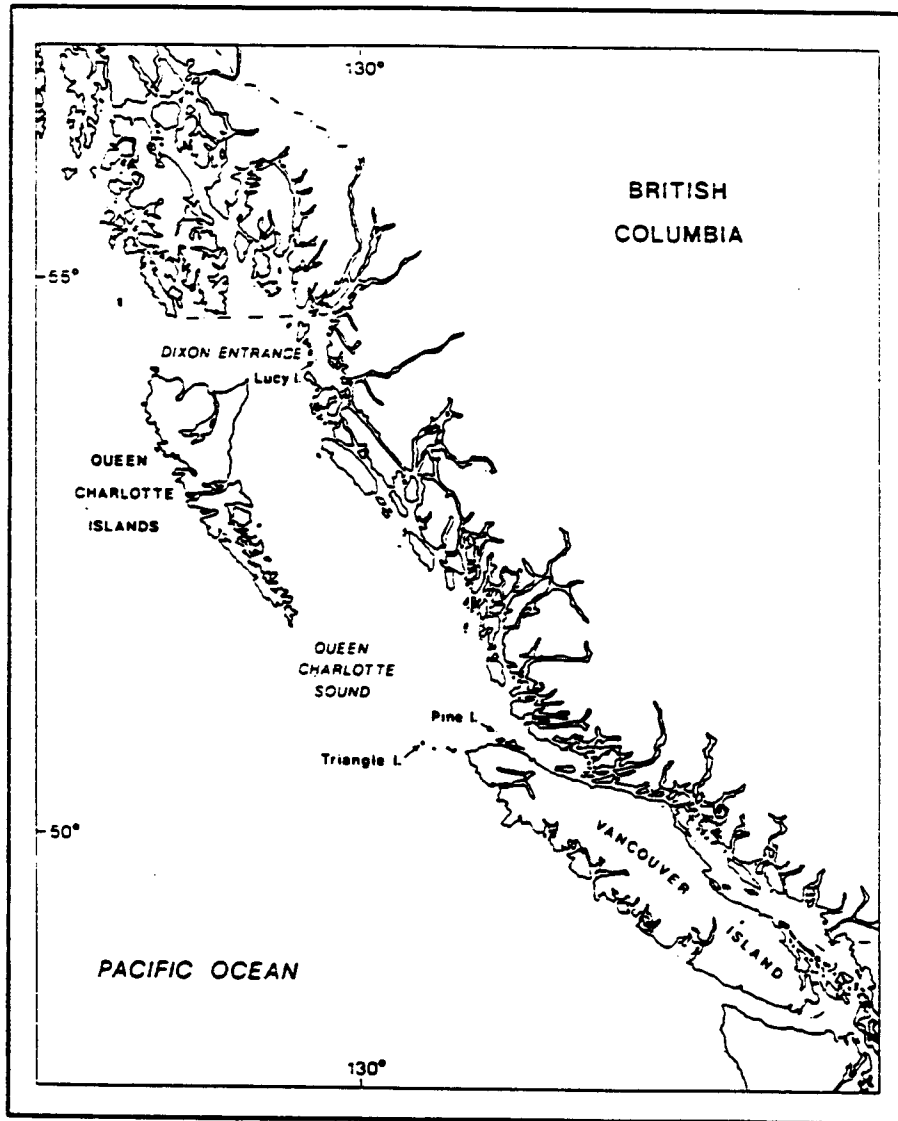 130°
BRITISH
COLUMBIA
55°
DIXON ENTRANCE
Lucy I.
QUEEN
CHARLOTTE
ISLANDS
QUEEN
CHARLOTTE
SOUND
Pine I.
Triangle I.
50°
VANCOUVER
ISLAND
PACIFIC OCEAN
130°